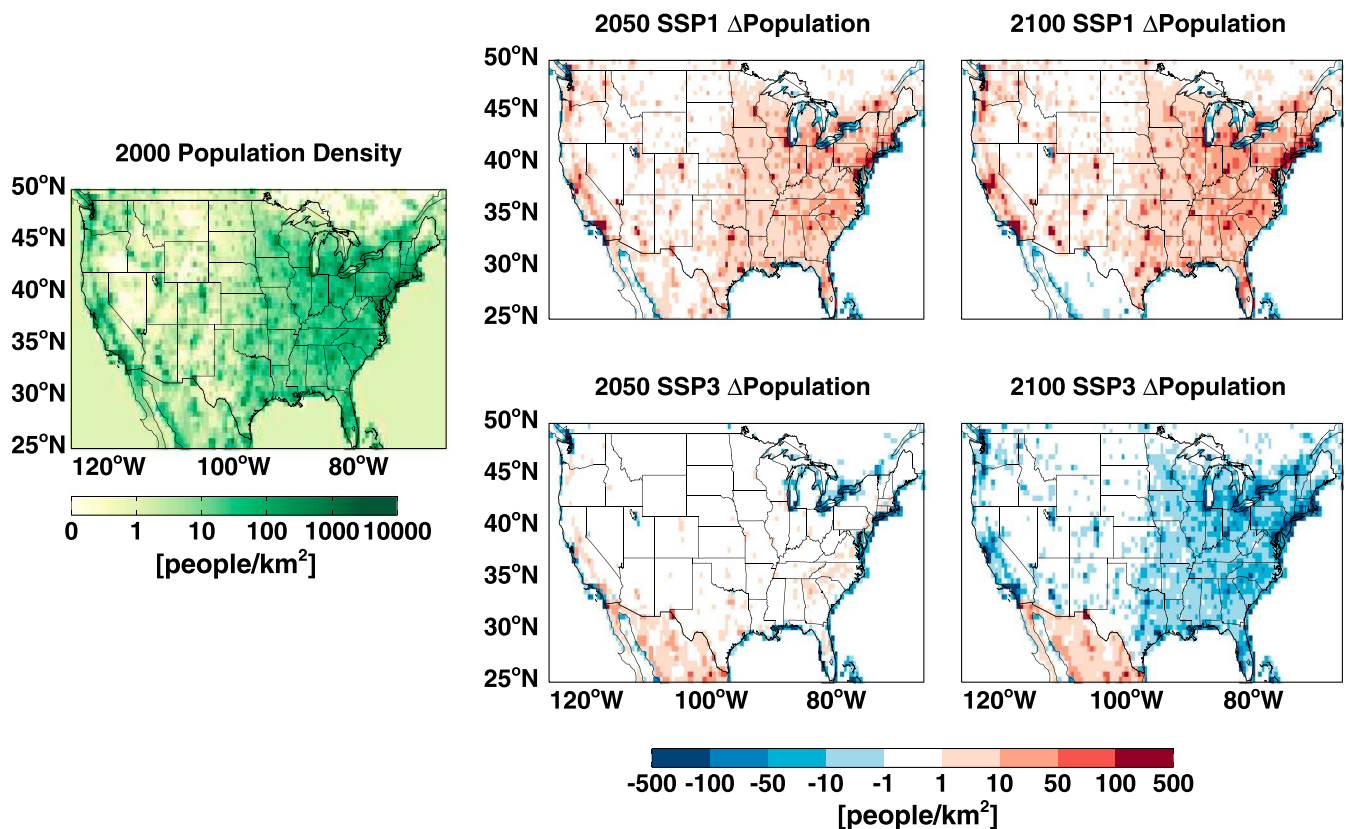 2050 SSP1 ΔPopulation
2100 SSP1 ΔPopulation
50°N
45°N
40°N
35°N
30°N
25°N
2000 Population Density
50°N
45°N
40°N
35°N
30°N
25°N
120°W 100°W 80°W
0 1 10 100 1000 10000
[people/km²]
2050 SSP3 ΔPopulation
2100 SSP3 ΔPopulation
50°N
45°N
40°N
35°N
30°N
25°N
120°W 100°W 80°W
120°W 100°W 80°W
-500 -100 -50 -10 -1 1 10 50 100 500
[people/km²]